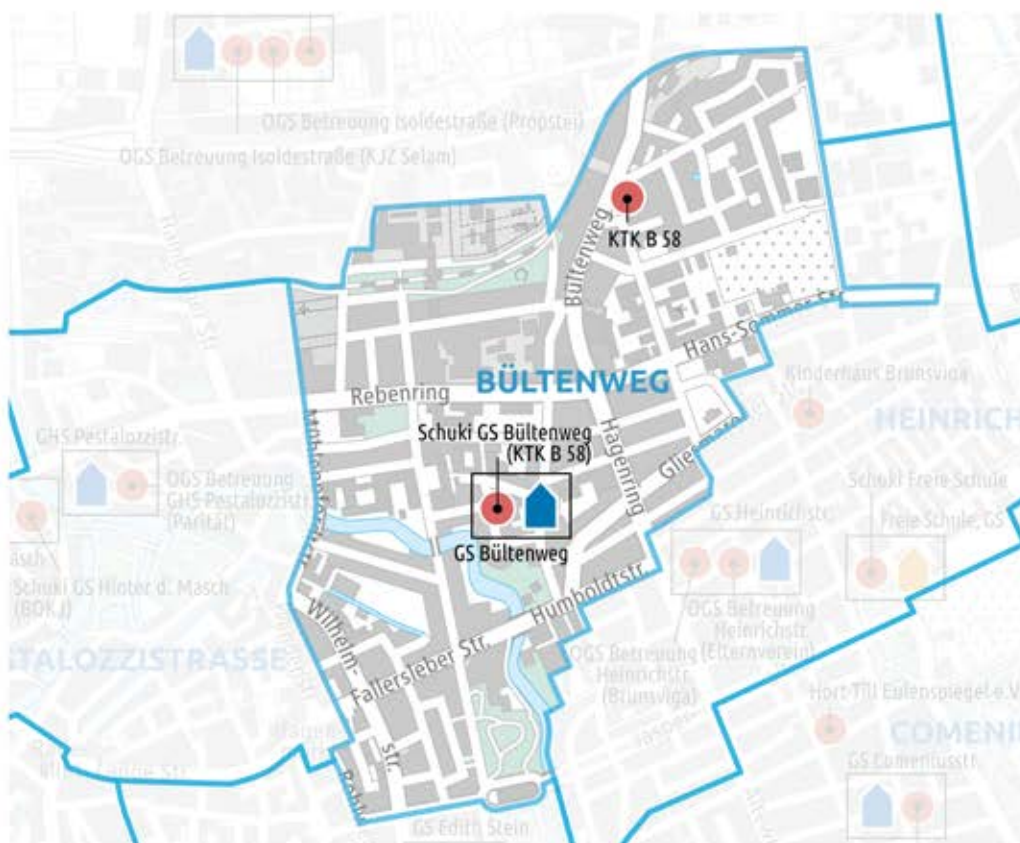 OGS Betreuung Isoldestraße (Propstei)
OGS Betreuung Isoldestraße (KJZ Selam)
Bültenweg
KTK B 58
Hans-Sommer-Str.
BÜLTENWEG
Rebenring
Kinderhaus Brunsviga
HEINRICH
Schuki GS Bültenweg
(KTK B 58)
Hagenring
GHS Pestalozzistr.
OGS Betreuung
GHS Pestalozzistr.
(Parität)
Schuki Freie Schule
Freie Schule, GS
GS Heinrichstr.
GS Bültenweg
Schuki GS Hinter d. Masch
(BDKJ)
Humboldtstr.
OGS Betreuung
Heinrichstr.
(Elternverein)
Wilhelm-
str.
Fallersleber Str.
TALOZZISTRASSE
OGS Betreuung
Heinrichstr.
(Brunsviga)
Hort Till Eulenspiegel e.V
COMENI
GS Comeniusstr.
GS Edith Stein